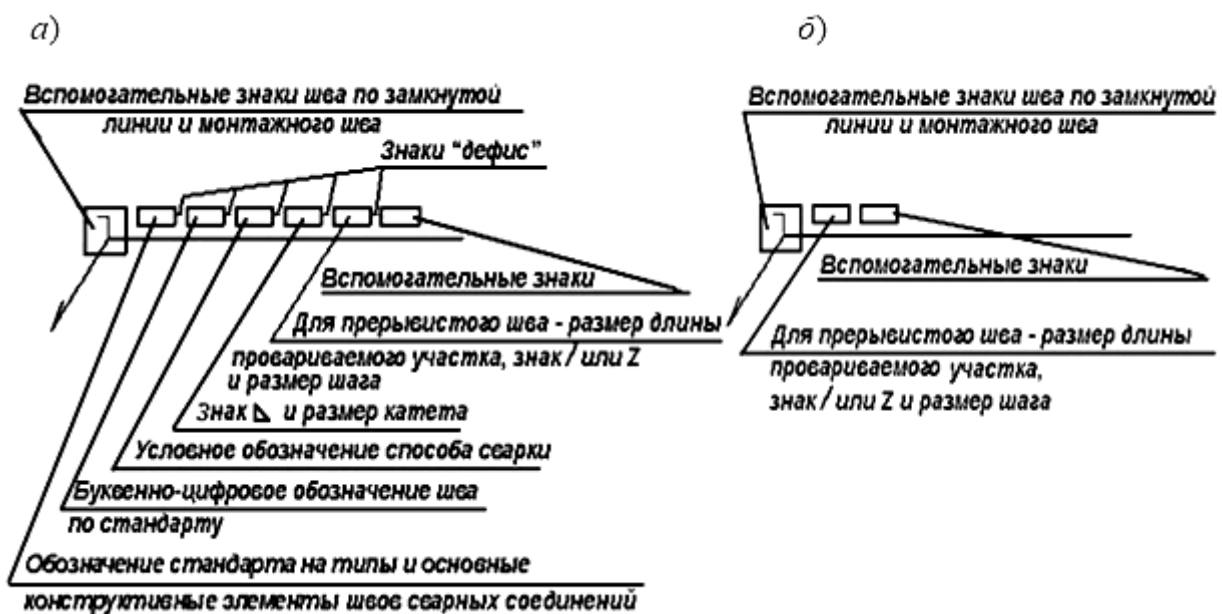 а)
Вспомогательные знаки шва по замкнутой
линии и монтажного шва
Знаки “дефис”
Вспомогательные знаки
Для прерывистого шва - размер длины
провариваемого участка, знак / или Z
и размер шага
Знак ⊿ и размер катета
Условное обозначение способа сварки
Буквенно-цифровое обозначение шва
по стандарту
Обозначение стандарта на типы и основные
конструктивные элементы швов сварных соединений
б)
Вспомогательные знаки шва по замкнутой
линии и монтажного шва
Вспомогательные знаки
Для прерывистого шва - размер длины
провариваемого участка,
знак / или Z и размер шага